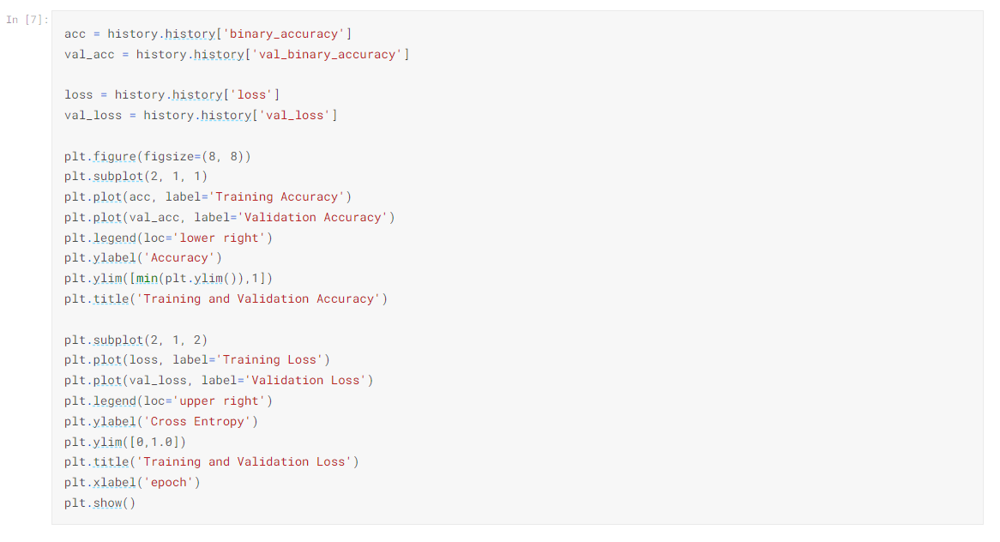 In [7]:
acc = history.history['binary_accuracy']
val_acc = history.history['val_binary_accuracy']

loss = history.history['loss']
val_loss = history.history['val_loss']

plt.figure(figsize=(8, 8))
plt.subplot(2, 1, 1)
plt.plot(acc, label='Training Accuracy')
plt.plot(val_acc, label='Validation Accuracy')
plt.legend(loc='lower right')
plt.ylabel('Accuracy')
plt.ylim([min(plt.ylim()),1])
plt.title('Training and Validation Accuracy')

plt.subplot(2, 1, 2)
plt.plot(loss, label='Training Loss')
plt.plot(val_loss, label='Validation Loss')
plt.legend(loc='upper right')
plt.ylabel('Cross Entropy')
plt.ylim([0,1.0])
plt.title('Training and Validation Loss')
plt.xlabel('epoch')
plt.show()